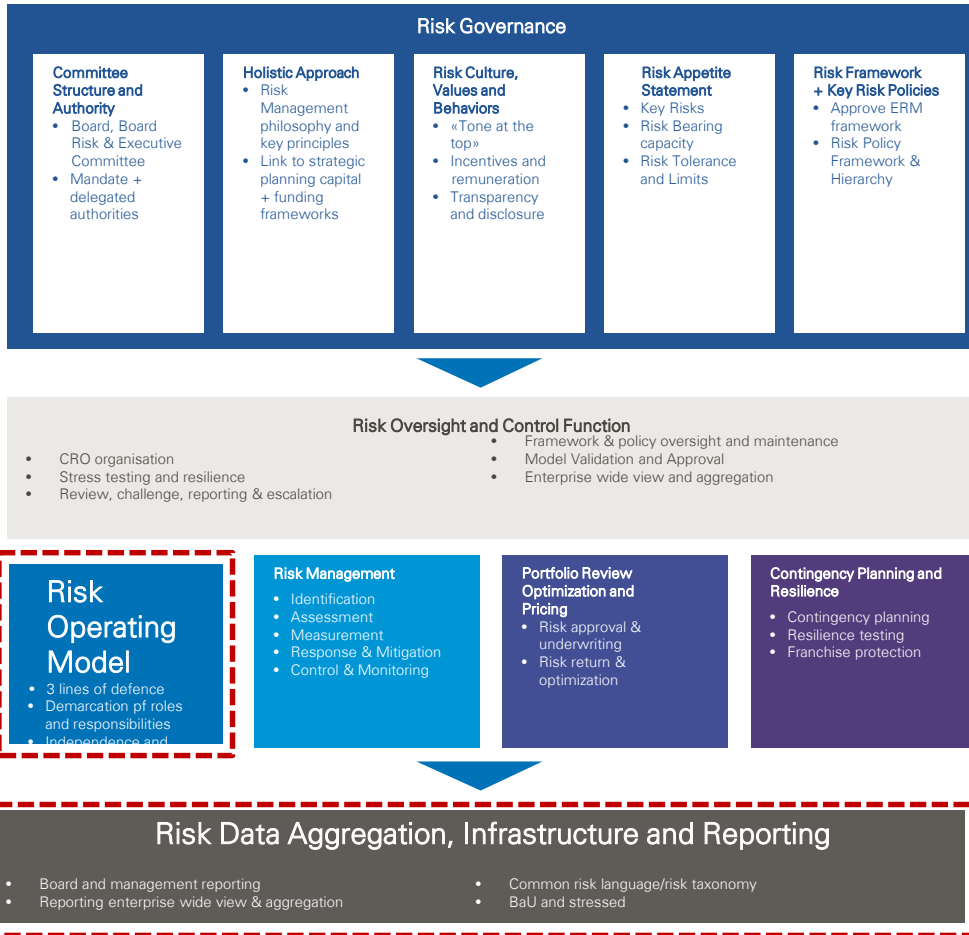 Risk Governance
Committee
Structure and
Authority
• Board, Board
Risk & Executive
Committee
• Mandate +
delegated
authorities
Holistic Approach
• Risk
Management
philosophy and
key principles
• Link to strategic
planning capital
+ funding
frameworks
Risk Culture,
Values and
Behaviors
• «Tone at the
top»
• Incentives and
remuneration
• Transparency
and disclosure
Risk Appetite
Statement
• Key Risks
• Risk Bearing
capacity
• Risk Tolerance
and Limits
Risk Framework
+ Key Risk Policies
• Approve ERM
framework
• Risk Policy
Framework &
Hierarchy
Risk Oversight and Control Function
• CRO organisation
• Stress testing and resilience
• Review, challenge, reporting & escalation
• Framework & policy oversight and maintenance
• Model Validation and Approval
• Enterprise wide view and aggregation
Risk
Operating
Model
• 3 lines of defence
• Demarcation pf roles
and responsibilities
• Independence and
Risk Management
• Identification
• Assessment
• Measurement
• Response & Mitigation
• Control & Monitoring
Portfolio Review
Optimization and
Pricing
• Risk approval &
underwriting
• Risk return &
optimization
Contingency Planning and
Resilience
• Contingency planning
• Resilience testing
• Franchise protection
Risk Data Aggregation, Infrastructure and Reporting
• Board and management reporting
• Reporting enterprise wide view & aggregation
• Common risk language/risk taxonomy
• BaU and stressed